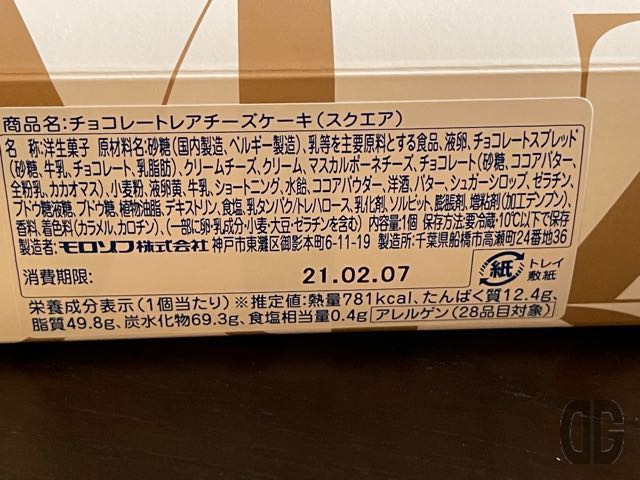 商品名:チョコレートレアチーズケーキ(スクエア)
名 称:洋生菓子 原材料名:砂糖(国内製造、ベルギー製造)、乳等を主要原料とする食品、液卵、チョコレートスプレッド
(砂糖、牛乳、チョコレート、乳脂肪)、クリームチーズ、クリーム、マスカルポーネチーズ、チョコレート(砂糖、ココアバター、
全粉乳、カカオマス)、小麦粉、液卵黄、牛乳、ショートニング、水飴、ココアパウダー、洋酒、バター、シュガーシロップ、ゼラチン、
ブドウ糖液糖、ブドウ糖、植物油脂、デキストリン、食塩、乳タンパク/トレハロース、乳化剤、ソルビット、膨脹剤、増粘剤(加工デンプン)、
香料、着色料(カラメル、カロチン)、(一部に卵・乳成分・小麦・大豆・ゼラチンを含む) 内容量:1個 保存方法:要冷蔵・10℃以下で保存
製造者:モロゾフ株式会社 神戸市東灘区御影本町6-11-19 製造所:千葉県船橋市高瀬町24番地36
消費期限: 21.02.07
紙 トレイ
敷紙
栄養成分表示(1個当たり)※推定値:熱量781kcal、たんぱく質12.4g、
脂質49.8g、炭水化物69.3g、食塩相当量0.4g アレルゲン(28品目対象)